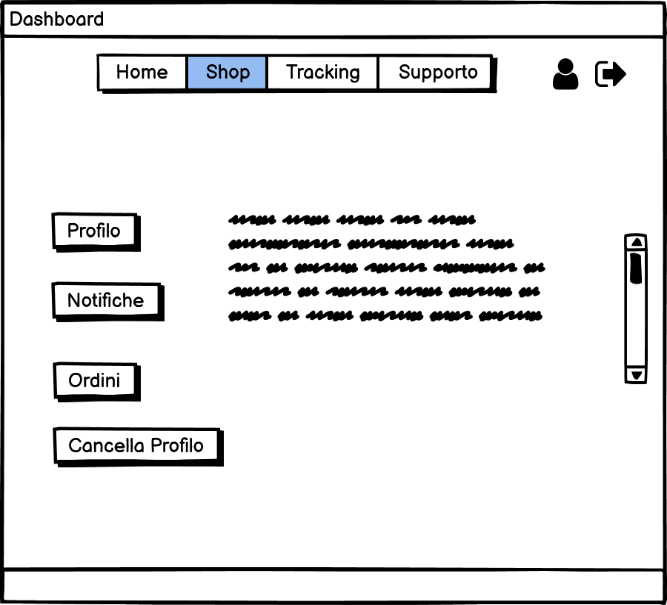 Dashboard
Home Shop Tracking Supporto
Profilo
Notifiche
Ordini
Cancella Profilo